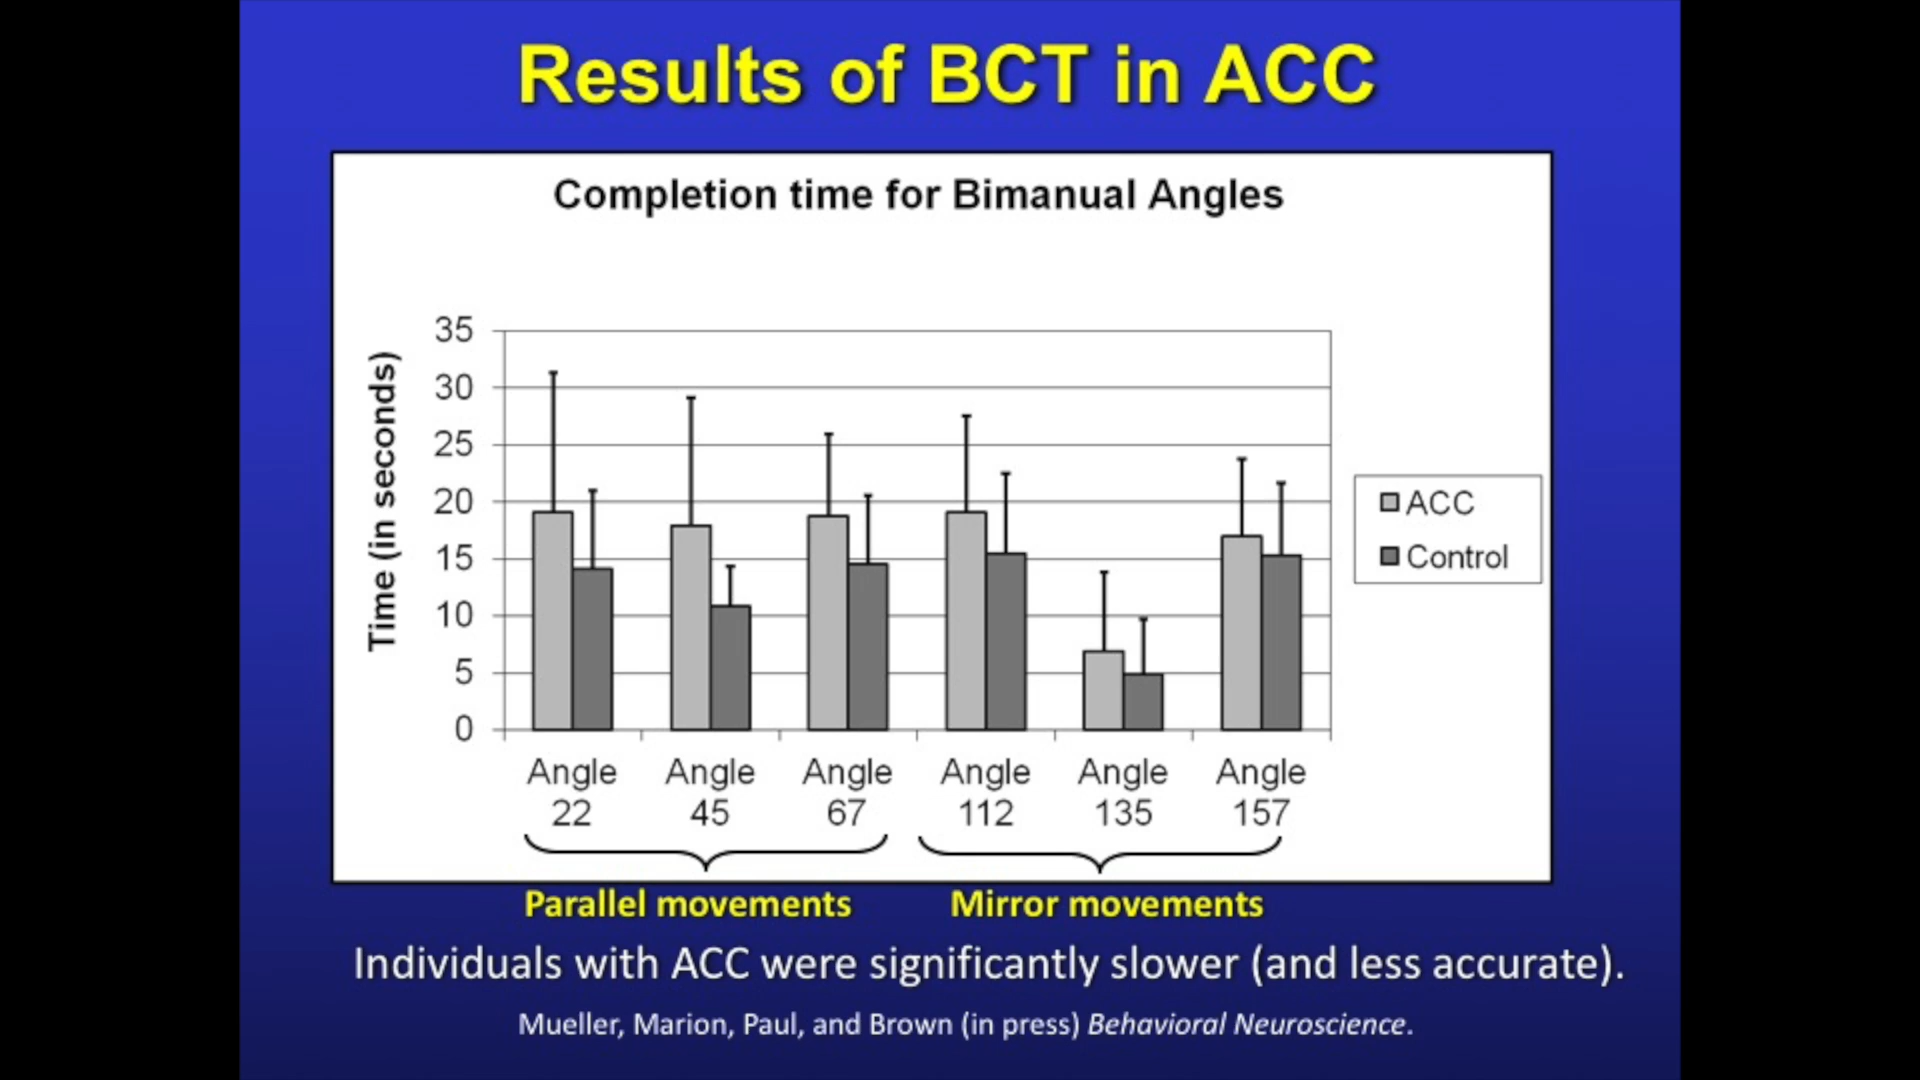 Results of BCT in ACC
Completion time for Bimanual Angles
Time (in seconds)
35
30
25
20
15
10
5
0
ACC
Control
Angle 22
Angle 45
Angle 67
Angle 112
Angle 135
Angle 157
Parallel movements
Mirror movements
Individuals with ACC were significantly slower (and less accurate).
Mueller, Marion, Paul, and Brown (in press) Behavioral Neuroscience.